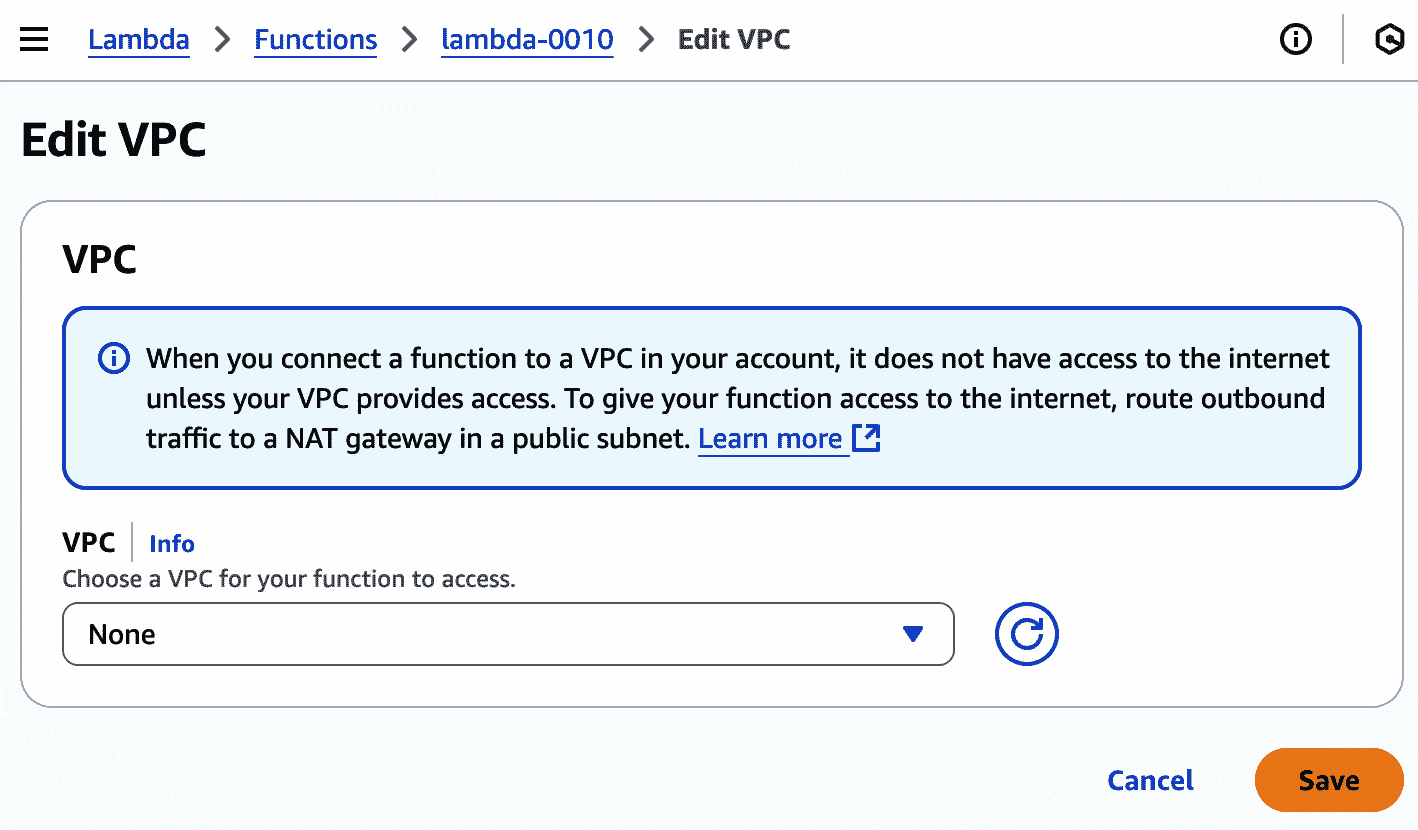 Lambda > Functions > lambda-0010 > Edit VPC
Edit VPC
VPC
When you connect a function to a VPC in your account, it does not have access to the internet
unless your VPC provides access. To give your function access to the internet, route outbound
traffic to a NAT gateway in a public subnet. Learn more
VPC | Info
Choose a VPC for your function to access.
None
Cancel Save